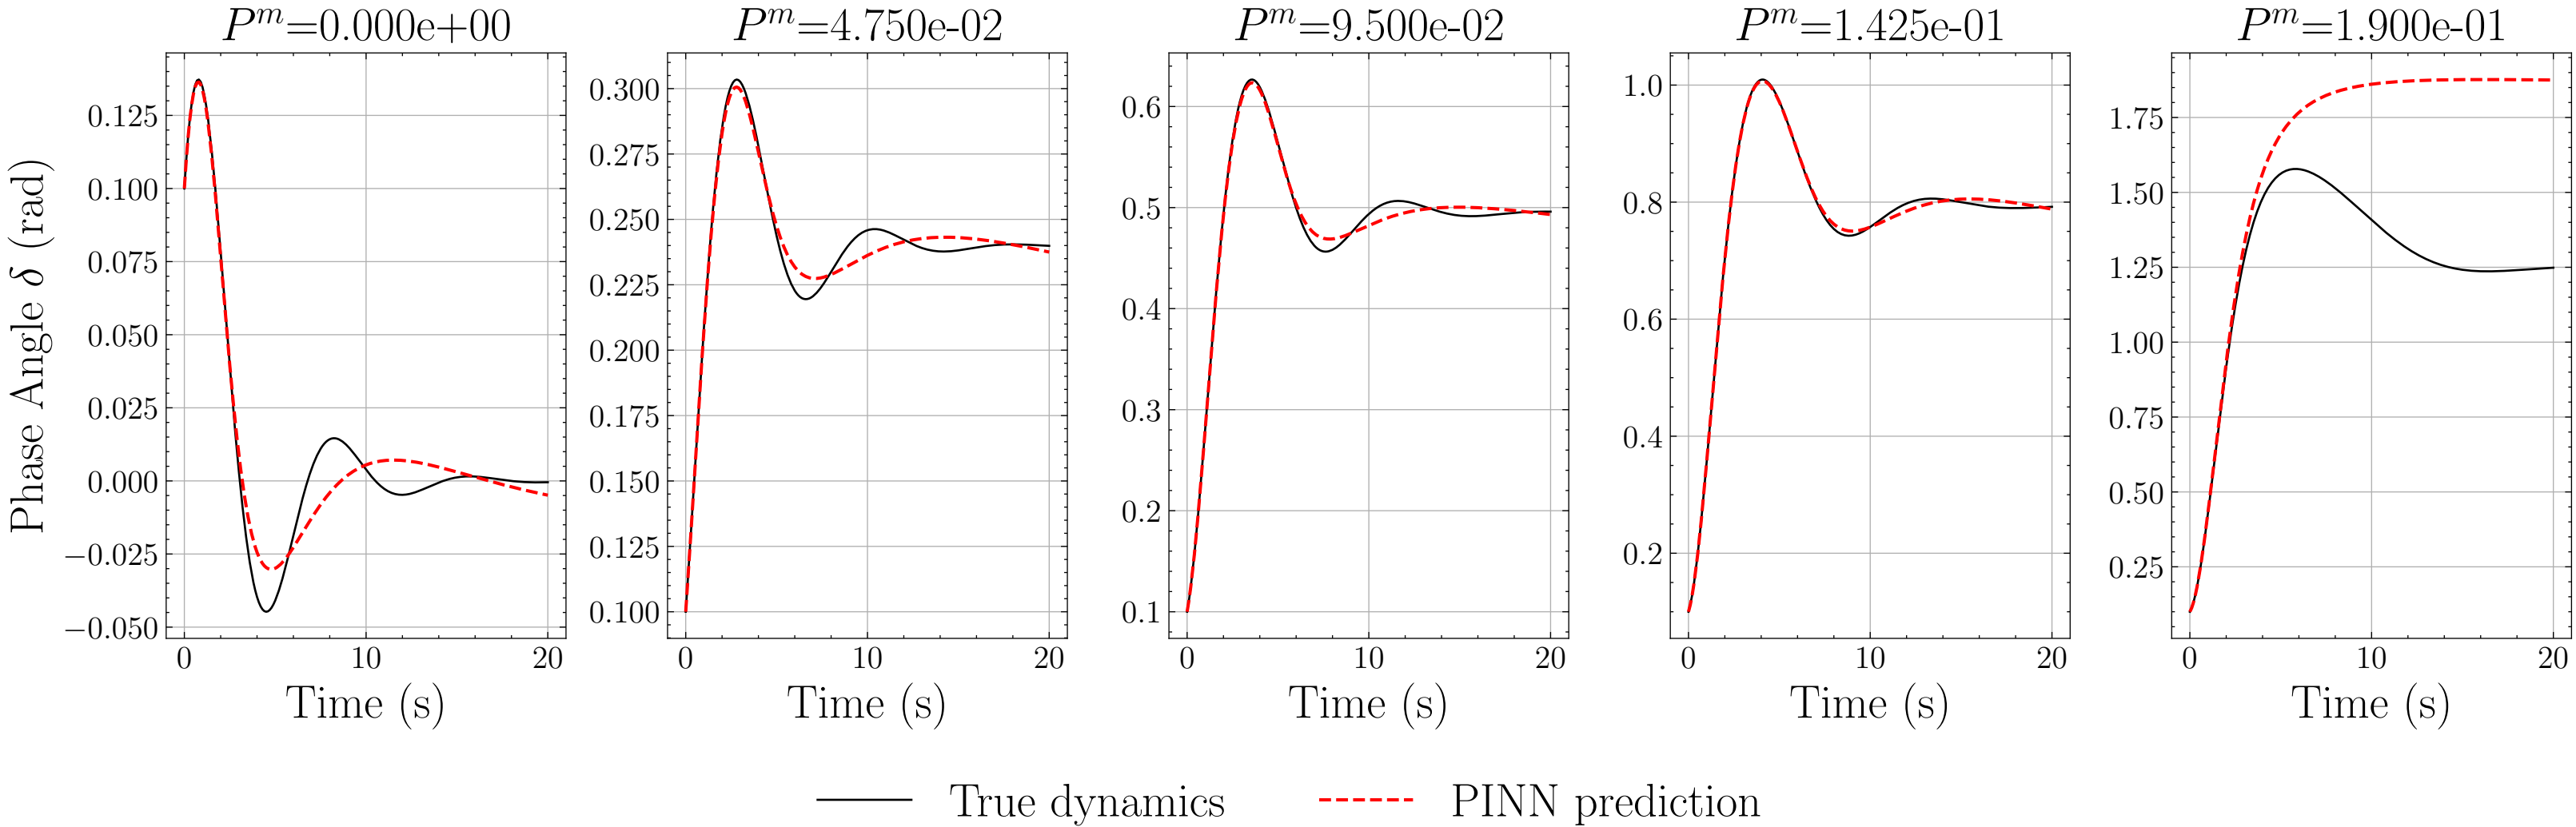 P^m=0.000e+00
P^m=4.750e-02
P^m=9.500e-02
P^m=1.425e-01
P^m=1.900e-01
Phase Angle δ (rad)
0.125
0.100
0.075
0.050
0.025
0.000
−0.025
−0.050
0 10 20
Time (s)
0.300
0.275
0.250
0.225
0.200
0.175
0.150
0.125
0.100
0 10 20
Time (s)
0.6
0.5
0.4
0.3
0.2
0.1
0 10 20
Time (s)
1.0
0.8
0.6
0.4
0.2
0 10 20
Time (s)
1.75
1.50
1.25
1.00
0.75
0.50
0.25
0 10 20
Time (s)
True dynamics
PINN prediction